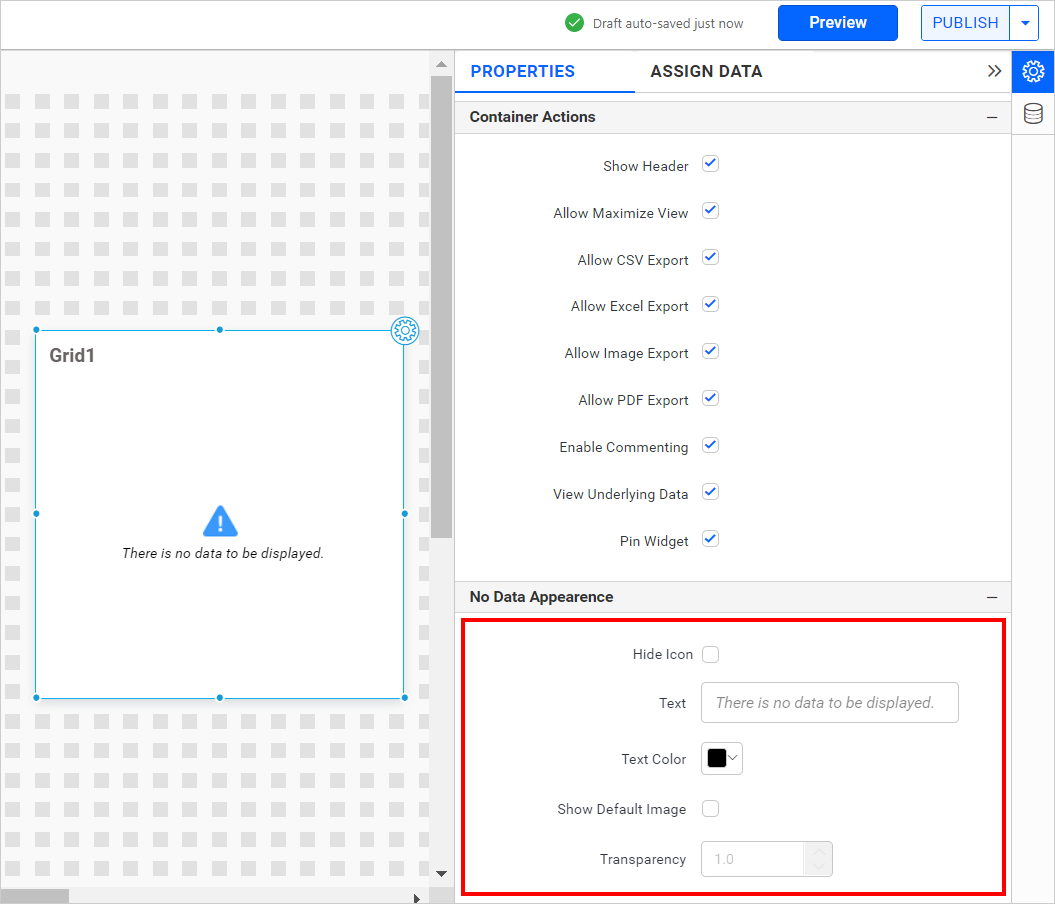 Draft auto-saved just now
Preview
PUBLISH
PROPERTIES
ASSIGN DATA
Container Actions
Show Header
Allow Maximize View
Allow CSV Export
Allow Excel Export
Allow Image Export
Allow PDF Export
Enable Commenting
View Underlying Data
Pin Widget
Grid1
There is no data to be displayed.
No Data Appearence
Hide Icon
Text There is no data to be displayed.
Text Color
Show Default Image
Transparency 1.0